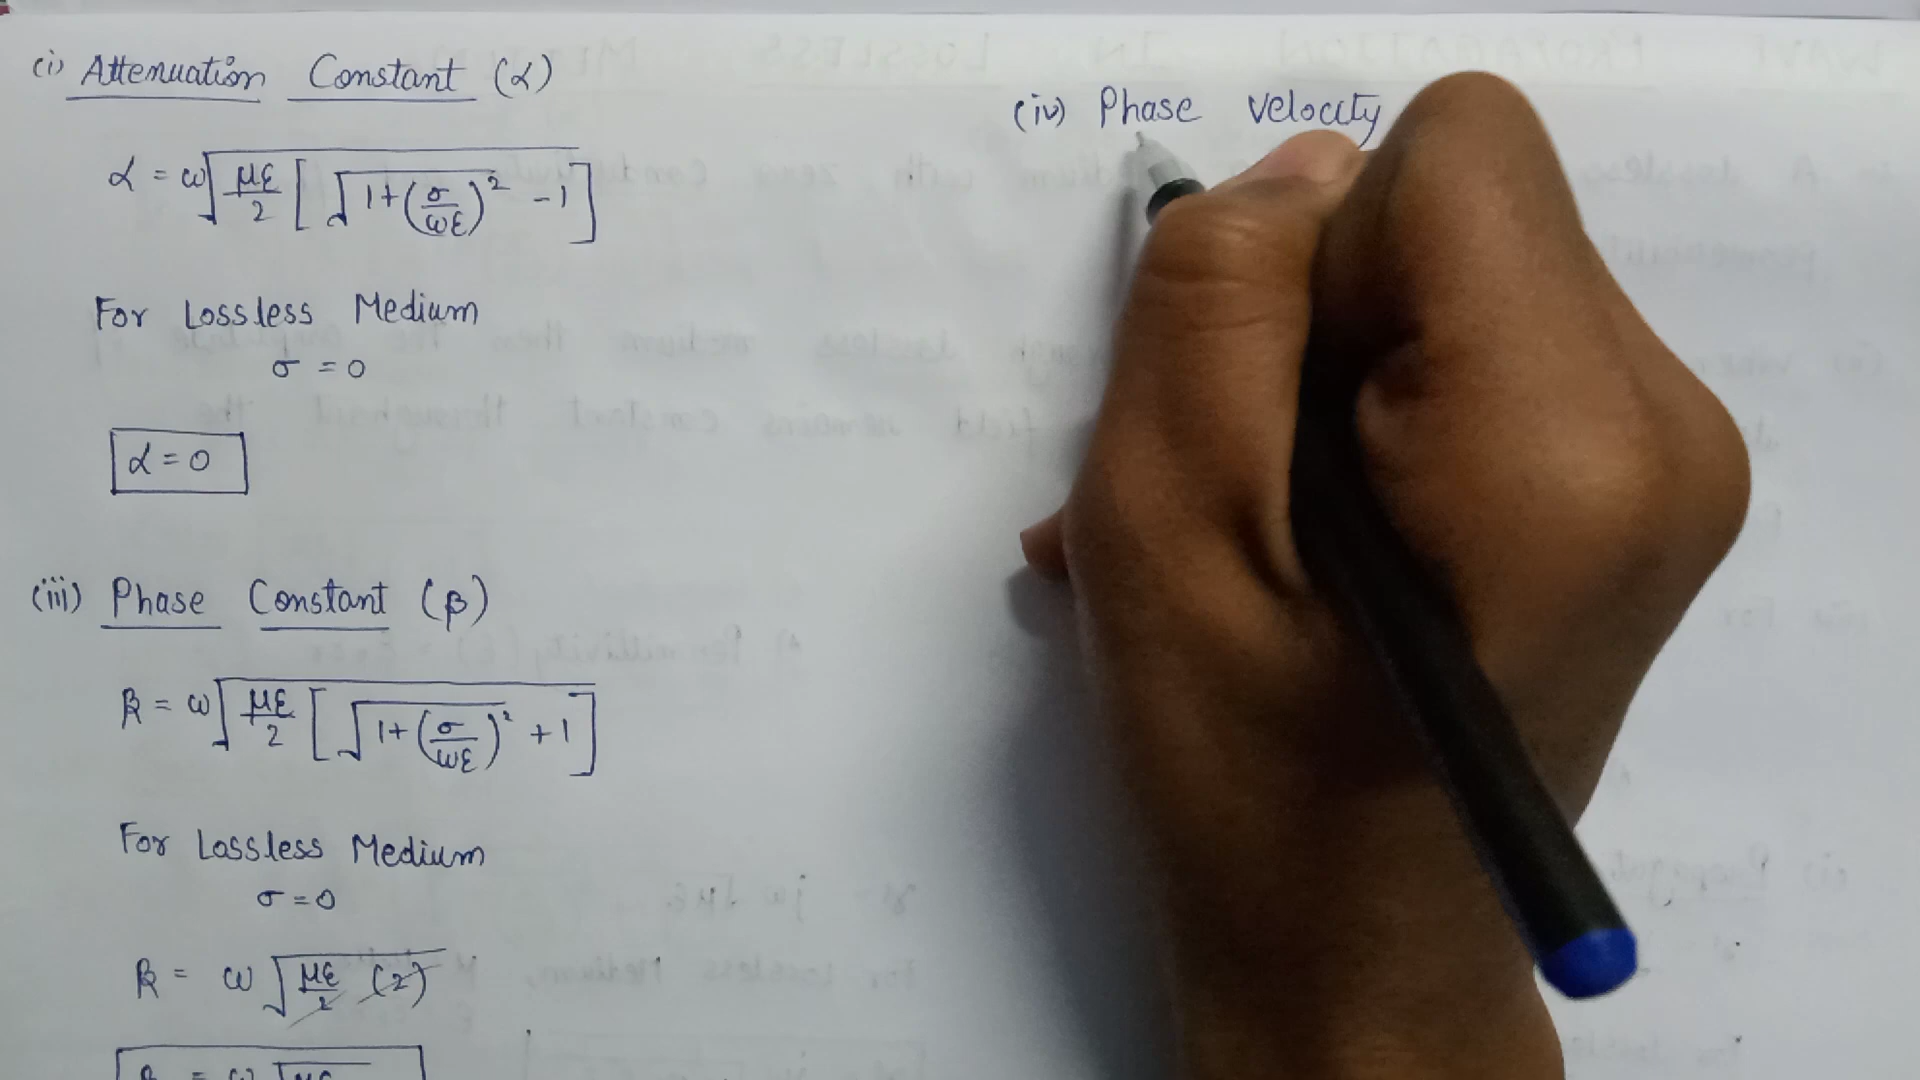 (i) Attenuation Constant (α)
α = ω√(με/2 [√(1+(σ/ωε)²) -1])
For Lossless Medium
σ = 0
α = 0
(iii) Phase Constant (β)
β = ω√(με/2 [√(1+(σ/ωε)²) +1])
For Lossless Medium
σ = 0
β = ω√(με/2 (2))
β = ω√με
(iv) Phase Velocity